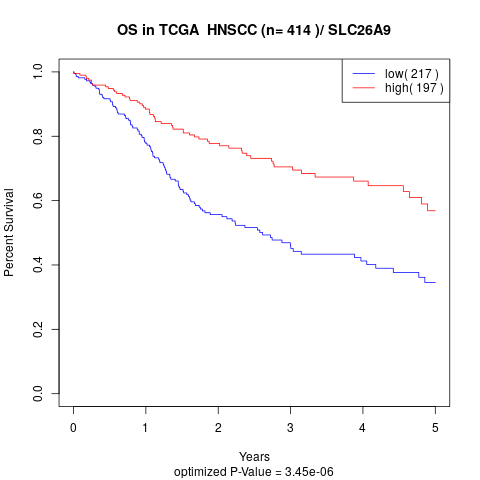 OS in TCGA  HNSCC (n= 414 )/ SLC26A9
low( 217 )
high( 197 )
Percent Survival
1.0
0.8
0.6
0.4
0.2
0.0
0 1 2 3 4 5
Years
optimized P-Value = 3.45e-06